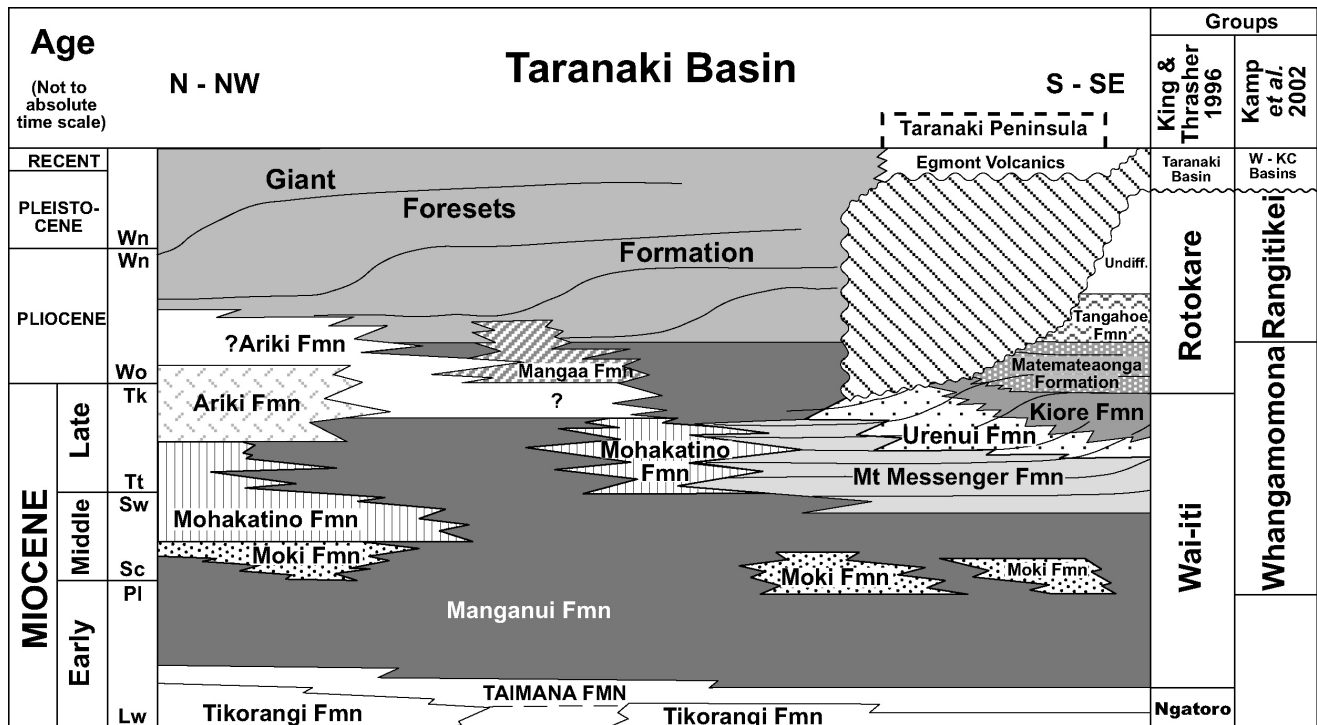 Age
(Not to
absolute
time scale)
Taranaki Basin
N - NW
S - SE
Taranaki Peninsula
Groups
King &
Thrasher
1996
Kamp
et al.
2002
RECENT
Egmont Volcanics
Taranaki
Basin
W - KC
Basins
PLEISTO-
CENE
Wn
Wn
Giant
Foresets
Formation
Undiff.
Rotokare
Rangitikei
PLIOCENE
Wo
?Ariki Fmn
Mangaa Fmn
Tangahoe
Fmn
Matemateaonga
Formation
MIOCENE
Late
Tk
Tt
Ariki Fmn
?
Kiore Fmn
Urenui Fmn
Mohakatino
Fmn
Mt Messenger Fmn
Whangamomona
Wai-iti
Middle
Sw
Sc
Mohakatino Fmn
Moki Fmn
Moki Fmn
Moki Fmn
Early
Pl
Lw
Manganui Fmn
TAIMANA FMN
Tikorangi Fmn
Tikorangi Fmn
Ngatoro